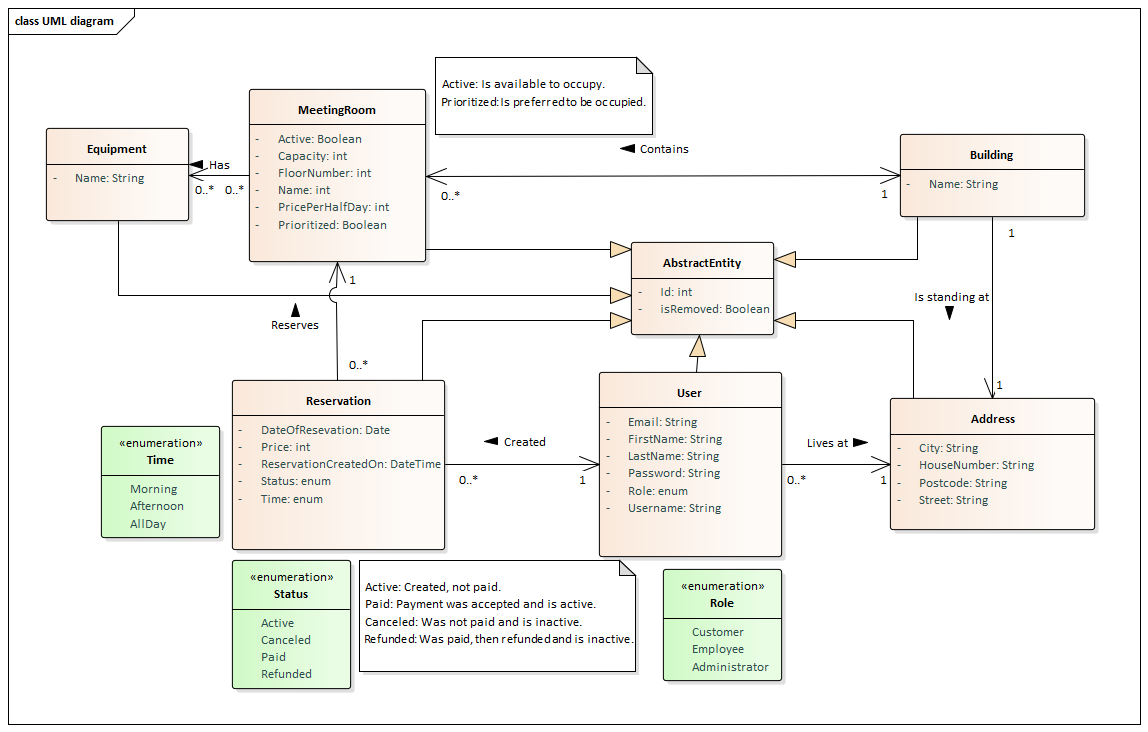 class UML diagram
Active: Is available to occupy.
Prioritized: Is preferred to be occupied.
MeetingRoom
- Active: Boolean
- Capacity: int
- FloorNumber: int
- Name: int
- PricePerHalfDay: int
- Prioritized: Boolean
Equipment
- Name: String
Has
0..* 0..*
Contains
0..*
1
Building
- Name: String
1
AbstractEntity
- Id: int
- isRemoved: Boolean
Is standing at
1
1
Reserves
0..*
Reservation
- DateOfResevation: Date
- Price: int
- ReservationCreatedOn: DateTime
- Status: enum
- Time: enum
Created
0..*
1
User
- Email: String
- FirstName: String
- LastName: String
- Password: String
- Role: enum
- Username: String
Lives at
0..*
1
Address
- City: String
- HouseNumber: String
- Postcode: String
- Street: String
«enumeration»
Time
Morning
Afternoon
AllDay
«enumeration»
Status
Active
Canceled
Paid
Refunded
Active: Created, not paid.
Paid: Payment was accepted and is active.
Canceled: Was not paid and is inactive.
Refunded: Was paid, then refunded and is inactive.
«enumeration»
Role
Customer
Employee
Administrator